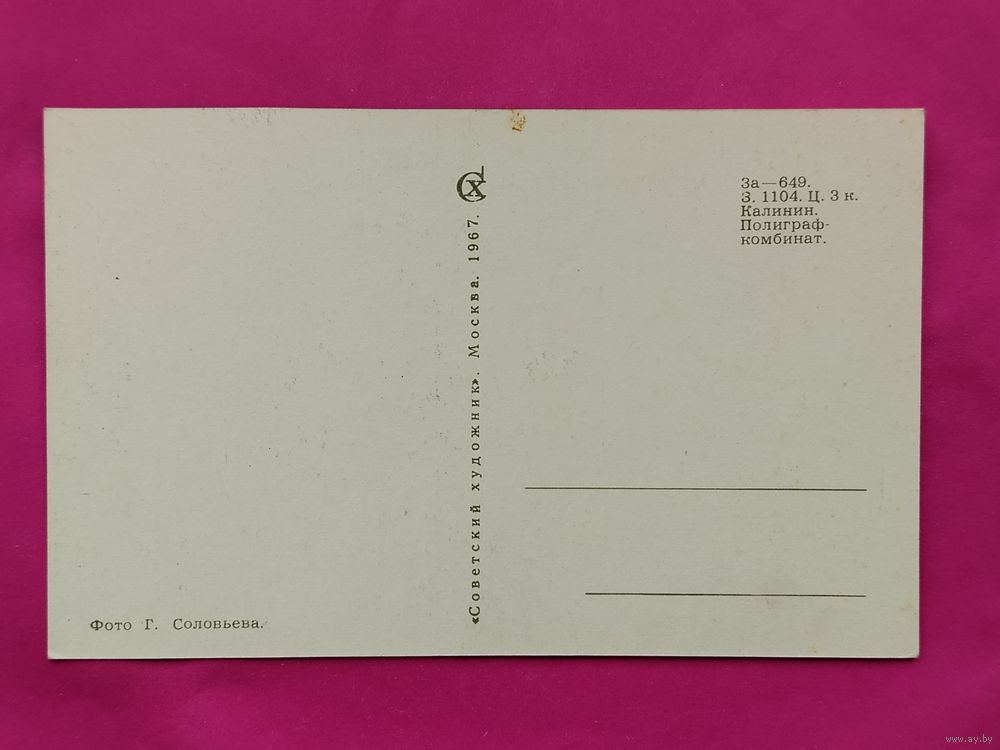 Фото Г. Соловьева.
СХ
«Советский художник». Москва. 1967.
За—649.
З. 1104. Ц. 3 к.
Калинин.
Полиграф-
комбинат.
www.ay.by